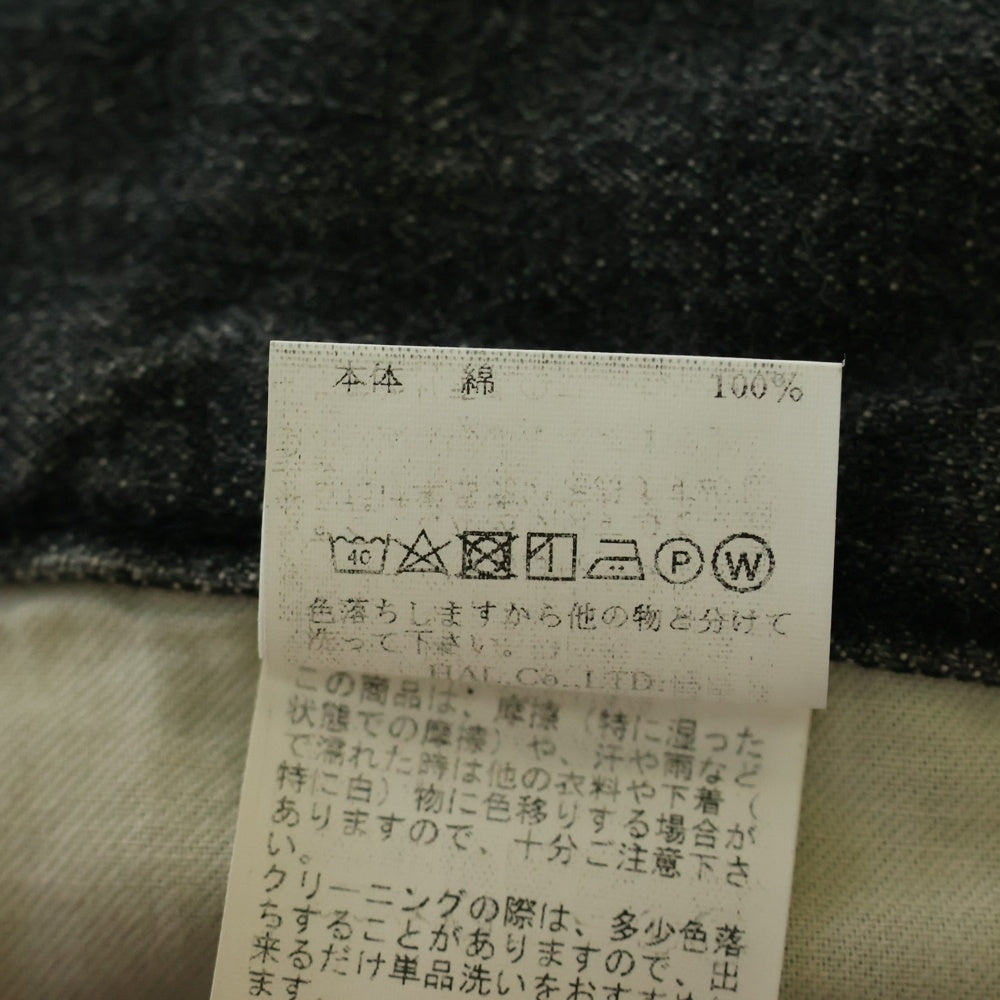 本体 綿 100%
40 P W
色落ちしますから他の物と分けて
洗って下さい。
HAL Co.,LTD.
この商品は、摩擦（特に湿った
状態での摩擦）や、汗や雨など
で濡れた時は他の衣料や下着（
特に白）物に色移りする場合が
ありますので、十分ご注意下さ
い。
クリーニングの際は、多少色落
ちすることがありますので、
来るだけ単品洗いをおす
ます